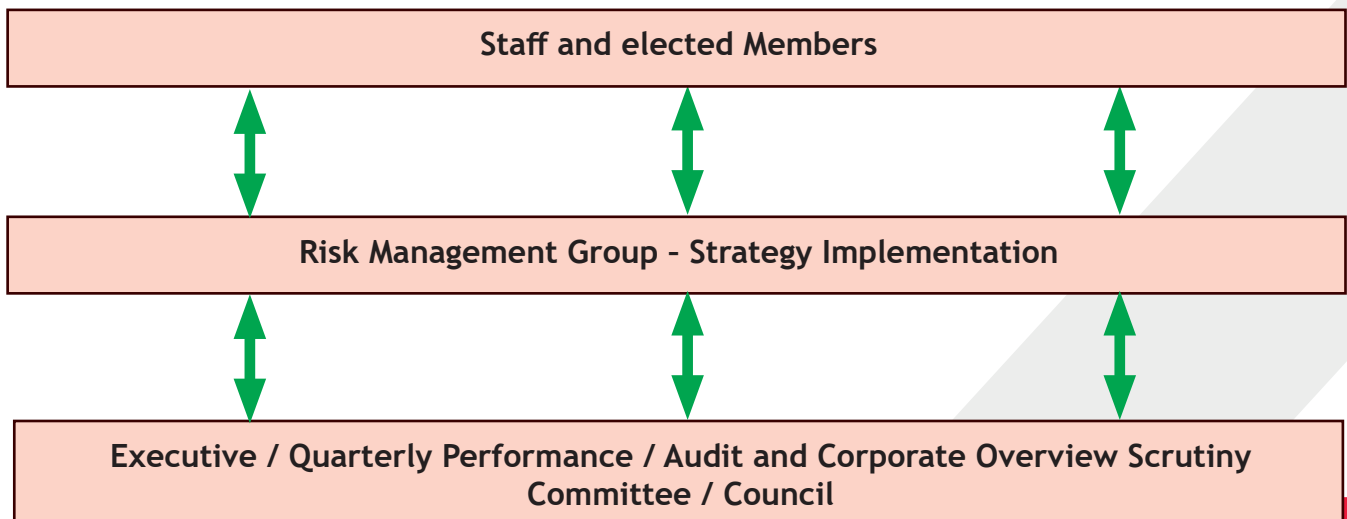 Staff and elected Members
Risk Management Group – Strategy Implementation
Executive / Quarterly Performance / Audit and Corporate Overview Scrutiny
Committee / Council